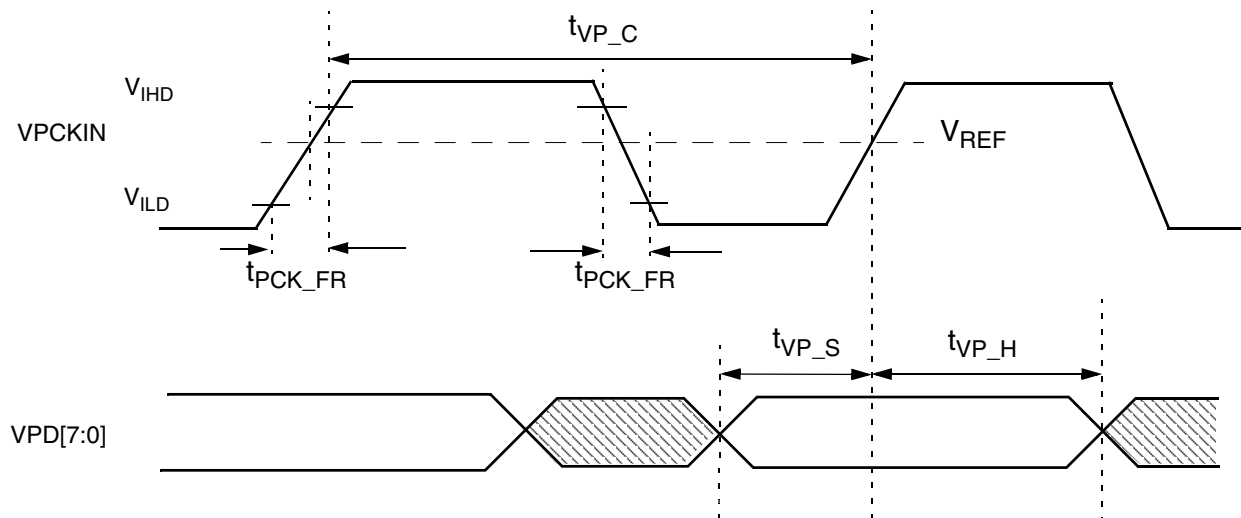 tVP_C
VIHD
VPCKIN
VREF
VILD
tPCK_FR
tPCK_FR
tVP_S
tVP_H
VPD[7:0]